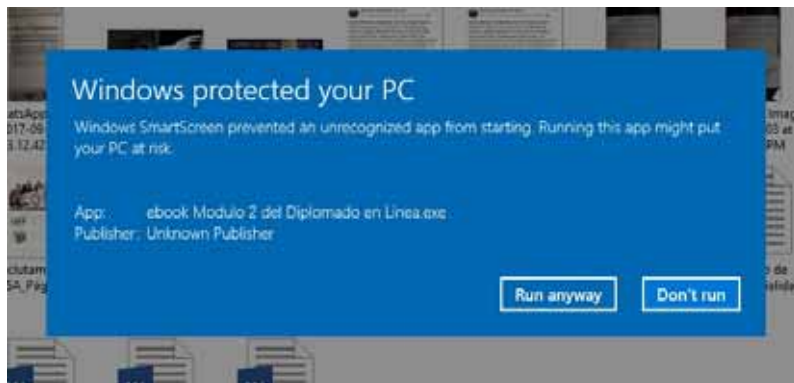 Windows protected your PC
Windows SmartScreen prevented an unrecognized app from starting. Running this app might put
your PC at risk.
App: ebook Modulo 2 del Diplomado en Linea.exe
Publisher: Unknown Publisher
Run anyway
Don't run